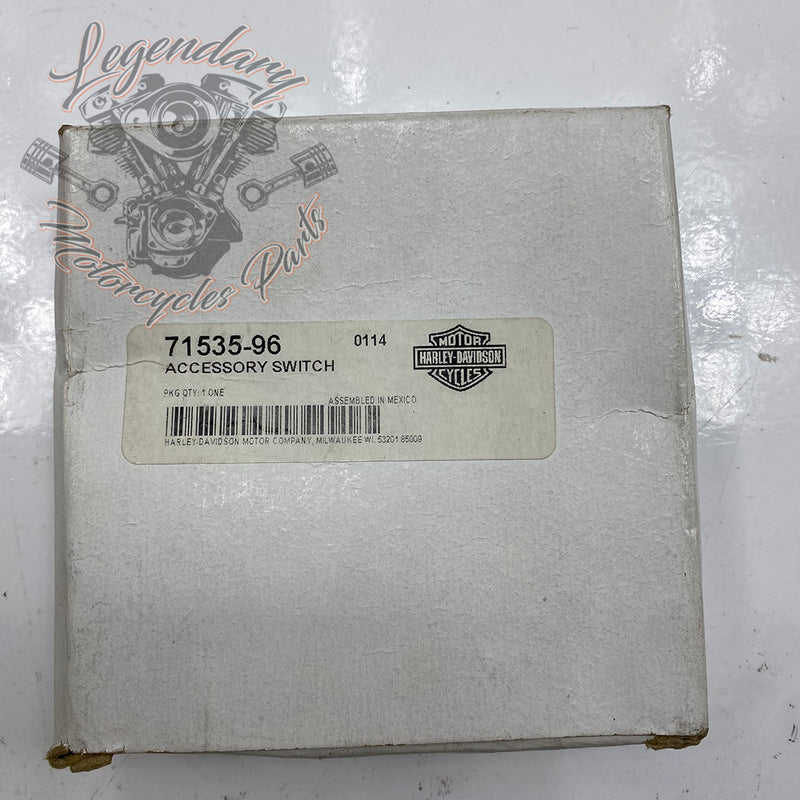 Legendary
Motorcycles Parts
71535-96 0114
ACCESSORY SWITCH
MOTOR
HARLEY-DAVIDSON
CYCLES
PKG QTY: 1 ONE
ASSEMBLED IN MEXICO
HARLEY-DAVIDSON MOTOR COMPANY, MILWAUKEE WI. 53201 85009